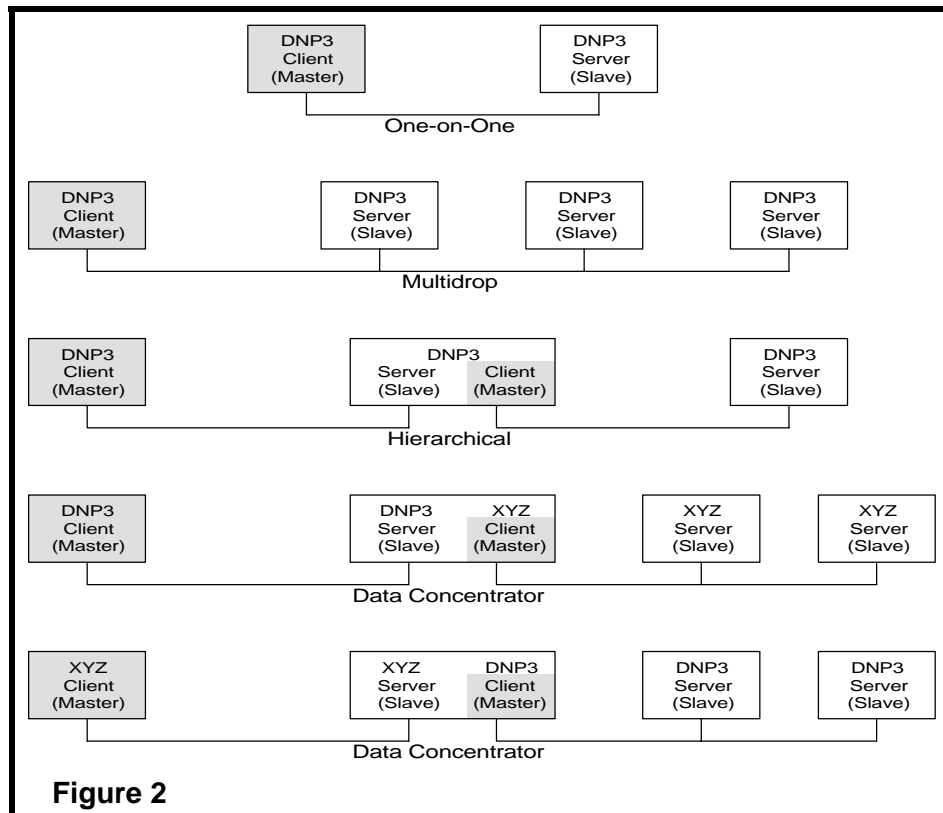 DNP3
Client
(Master)
DNP3
Server
(Slave)
One-on-One
DNP3
Client
(Master)
DNP3
Server
(Slave)
DNP3
Server
(Slave)
DNP3
Server
(Slave)
Multidrop
DNP3
Client
(Master)
DNP3
Server
(Slave)
Client
(Master)
DNP3
Server
(Slave)
Hierarchical
DNP3
Client
(Master)
DNP3
Server
(Slave)
XYZ
Client
(Master)
XYZ
Server
(Slave)
XYZ
Server
(Slave)
Data Concentrator
XYZ
Client
(Master)
XYZ
Server
(Slave)
DNP3
Client
(Master)
DNP3
Server
(Slave)
DNP3
Server
(Slave)
Data Concentrator
Figure 2